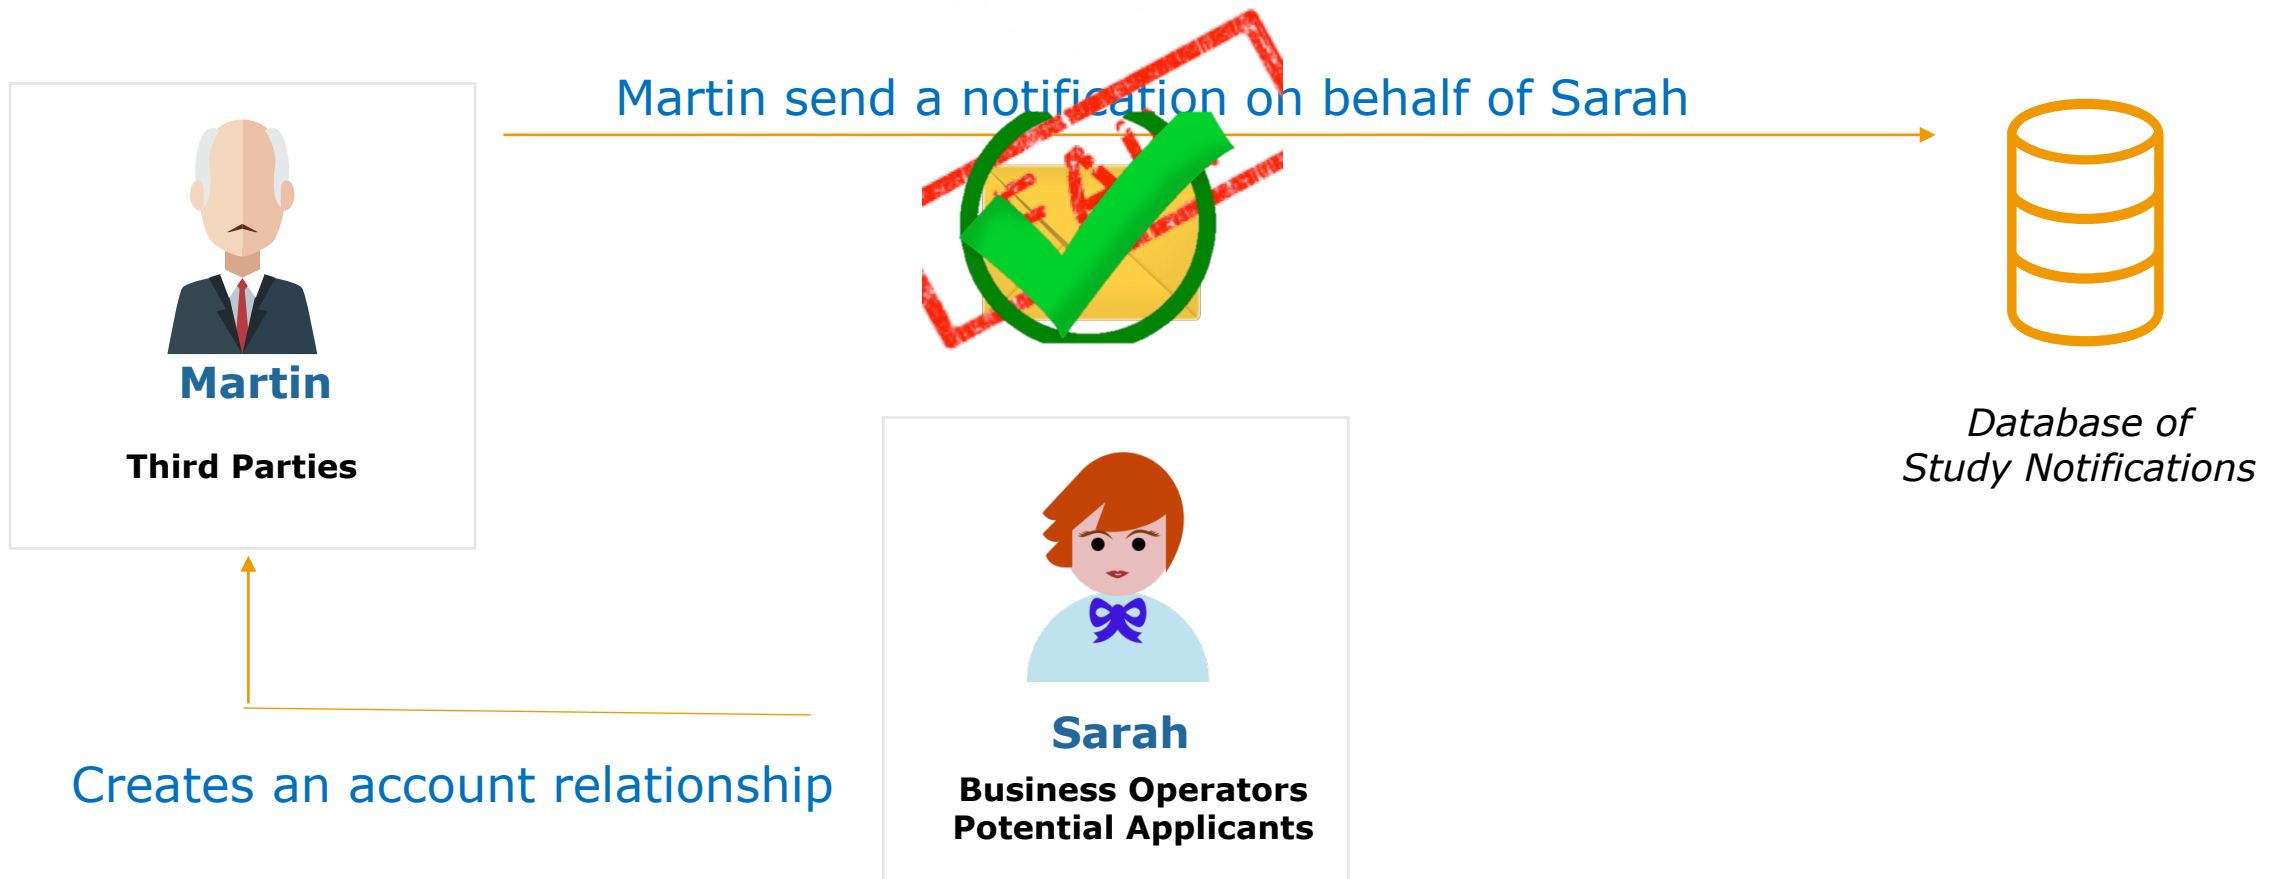 Martin send a notification on behalf of Sarah
Martin
Third Parties
Database of
Study Notifications
Sarah
Business Operators
Potential Applicants
Creates an account relationship